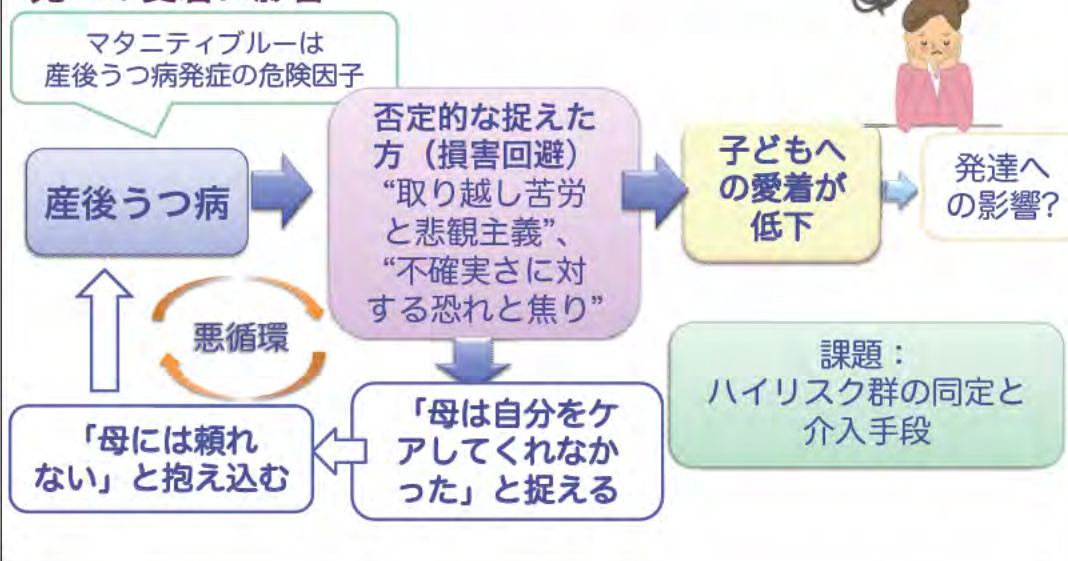 マタニティブルーは
産後うつ病発症の危険因子
産後うつ病
否定的な捉えた
方（損害回避）
“取り越し苦労
と悲観主義”、
“不確実さに対
する恐れと焦り”
子どもへ
の愛着が
低下
発達へ
の影響?
悪循環
「母は自分をケ
アしてくれなか
った」と捉える
「母には頼れ
ない」と抱え込む
課題：
ハイリスク群の同定と
介入手段